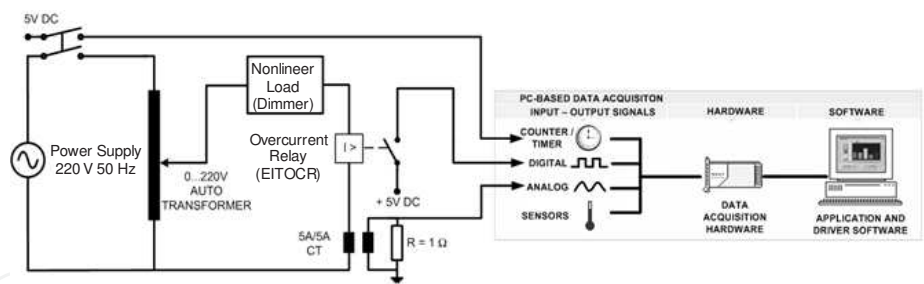 5V DC
Power Supply
220 V 50 Hz
0...220V
AUTO
TRANSFORMER
Nonlineer
Load
(Dimmer)
Overcurrent
Relay
(EITOCR)
I >
+ 5V DC
5A/5A
CT
R = 1 Ω
PC-BASED DATA ACQUISITON
INPUT – OUTPUT SIGNALS
HARDWARE
SOFTWARE
COUNTER /
TIMER
DIGITAL
ANALOG
SENSORS
DATA
ACQUISITION
HARDWARE
APPLICATION AND
DRIVER SOFTWARE